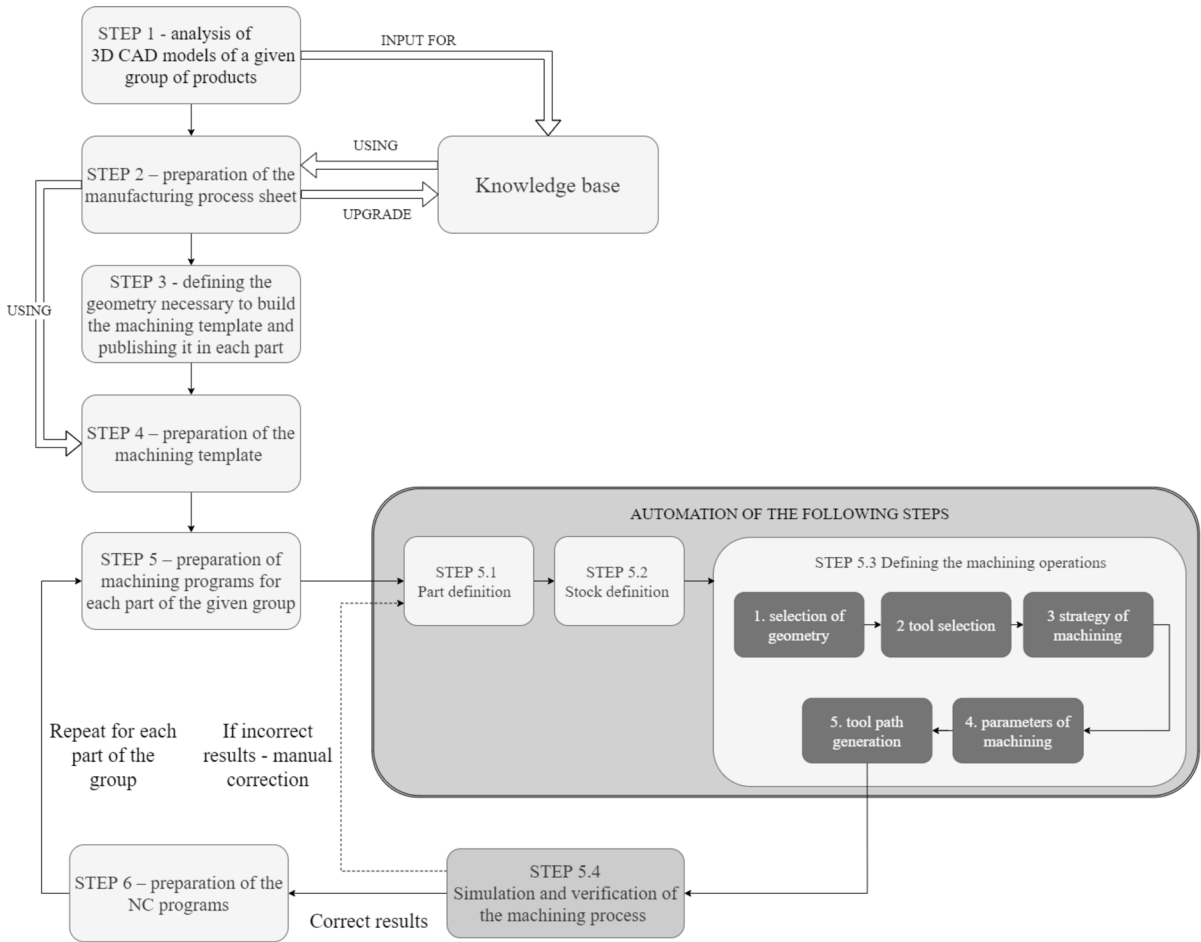 STEP 1 - analysis of
3D CAD models of a given
group of products
INPUT FOR
STEP 2 – preparation of the
manufacturing process sheet
USING
UPGRADE
Knowledge base
USING
STEP 3 - defining the
geometry necessary to build
the machining template and
publishing it in each part
STEP 4 – preparation of the
machining template
STEP 5 – preparation of
machining programs for
each part of the given group
AUTOMATION OF THE FOLLOWING STEPS
STEP 5.1
Part definition
STEP 5.2
Stock definition
STEP 5.3 Defining the machining operations
1. selection of
geometry
2 tool selection
3 strategy of
machining
4. parameters of
machining
5. tool path
generation
Repeat for each
part of the
group
If incorrect
results - manual
correction
STEP 5.4
Simulation and verification of
the machining process
Correct results
STEP 6 – preparation of the
NC programs